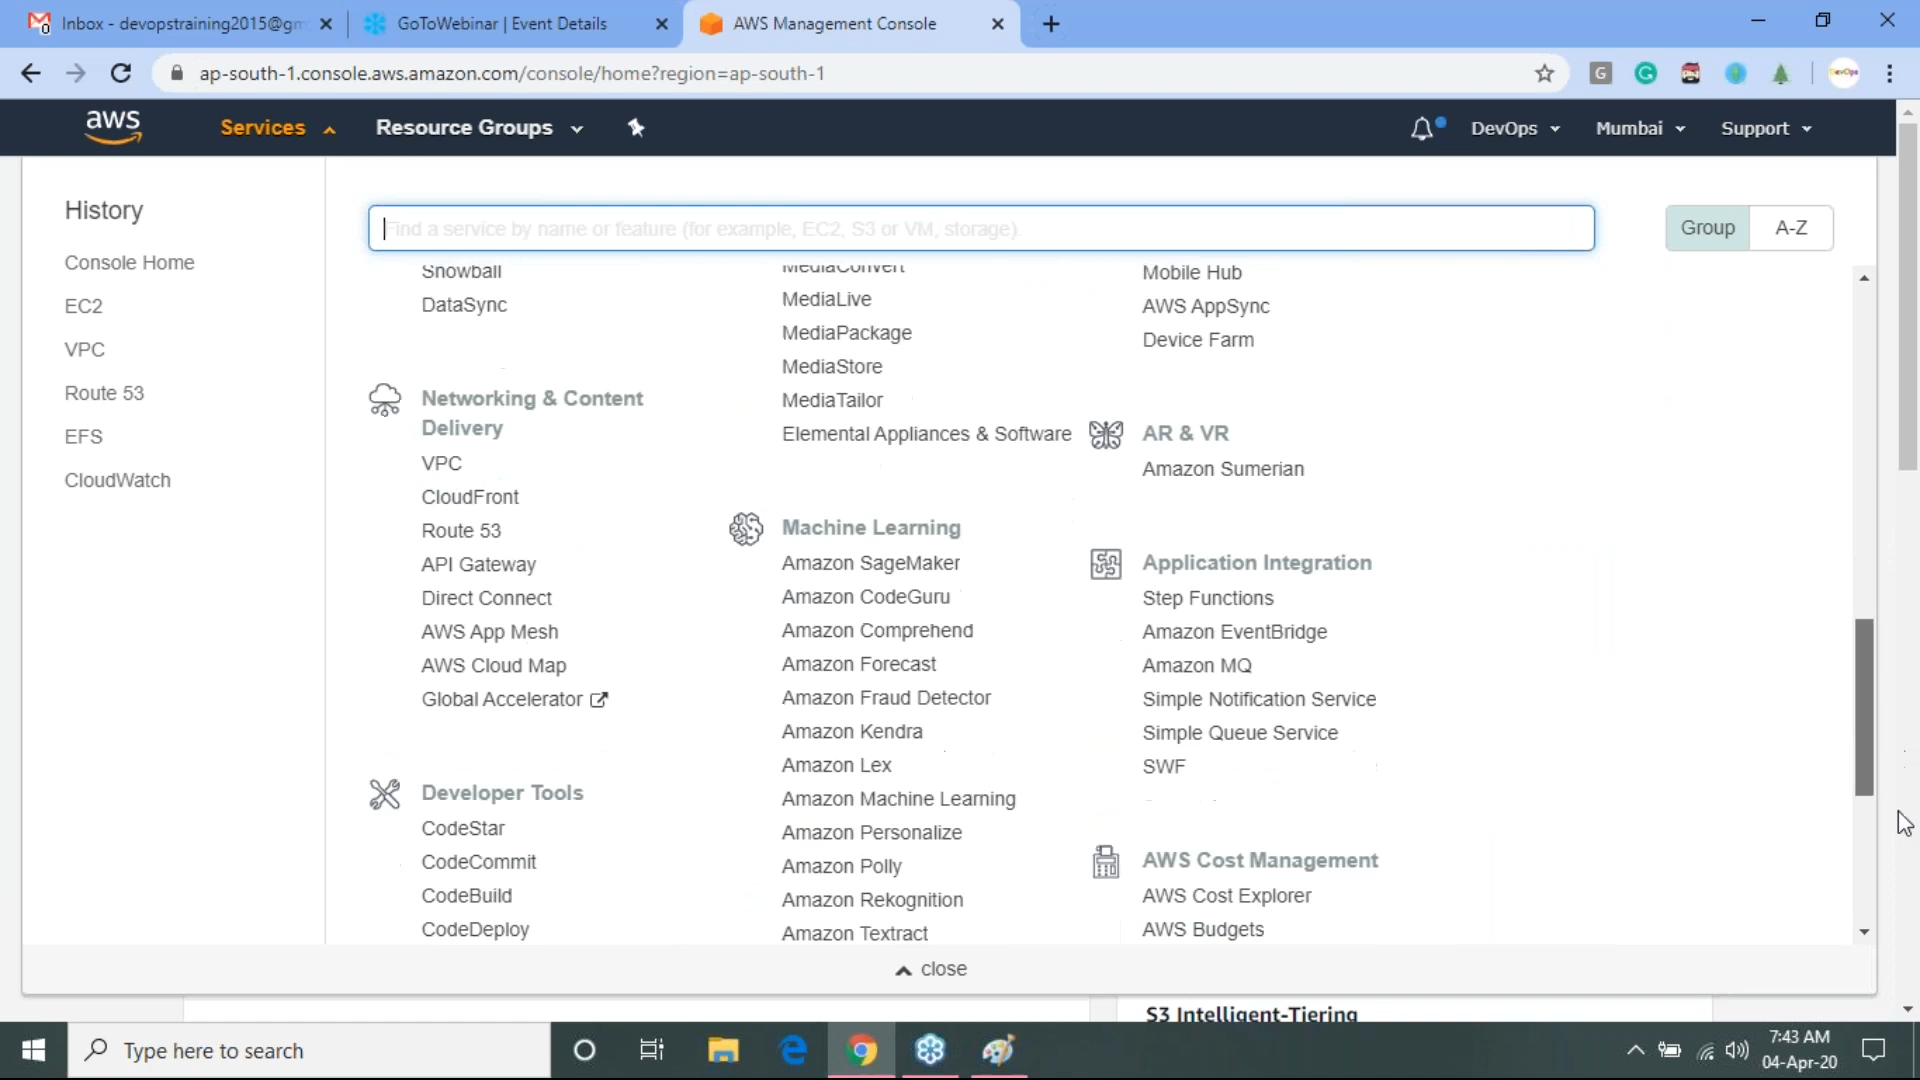 Inbox - devopstraining2015@gm
GoToWebinar | Event Details
AWS Management Console
ap-south-1.console.aws.amazon.com/console/home?region=ap-south-1
aws
Services
Resource Groups
DevOps
Mumbai
Support
History
Console Home
EC2
VPC
Route 53
EFS
CloudWatch
Find a service by name or feature (for example, EC2, S3 or VM, storage).
Group
A-Z
Snowball
DataSync
Networking & Content
Delivery
VPC
CloudFront
Route 53
API Gateway
Direct Connect
AWS App Mesh
AWS Cloud Map
Global Accelerator
Developer Tools
CodeStar
CodeCommit
CodeBuild
CodeDeploy
MediaConvert
MediaLive
MediaPackage
MediaStore
MediaTailor
Elemental Appliances & Software
Machine Learning
Amazon SageMaker
Amazon CodeGuru
Amazon Comprehend
Amazon Forecast
Amazon Fraud Detector
Amazon Kendra
Amazon Lex
Amazon Machine Learning
Amazon Personalize
Amazon Polly
Amazon Rekognition
Amazon Textract
Mobile Hub
AWS AppSync
Device Farm
AR & VR
Amazon Sumerian
Application Integration
Step Functions
Amazon EventBridge
Amazon MQ
Simple Notification Service
Simple Queue Service
SWF
AWS Cost Management
AWS Cost Explorer
AWS Budgets
close
S3 Intelligent-Tiering
Type here to search
7:43 AM
04-Apr-20